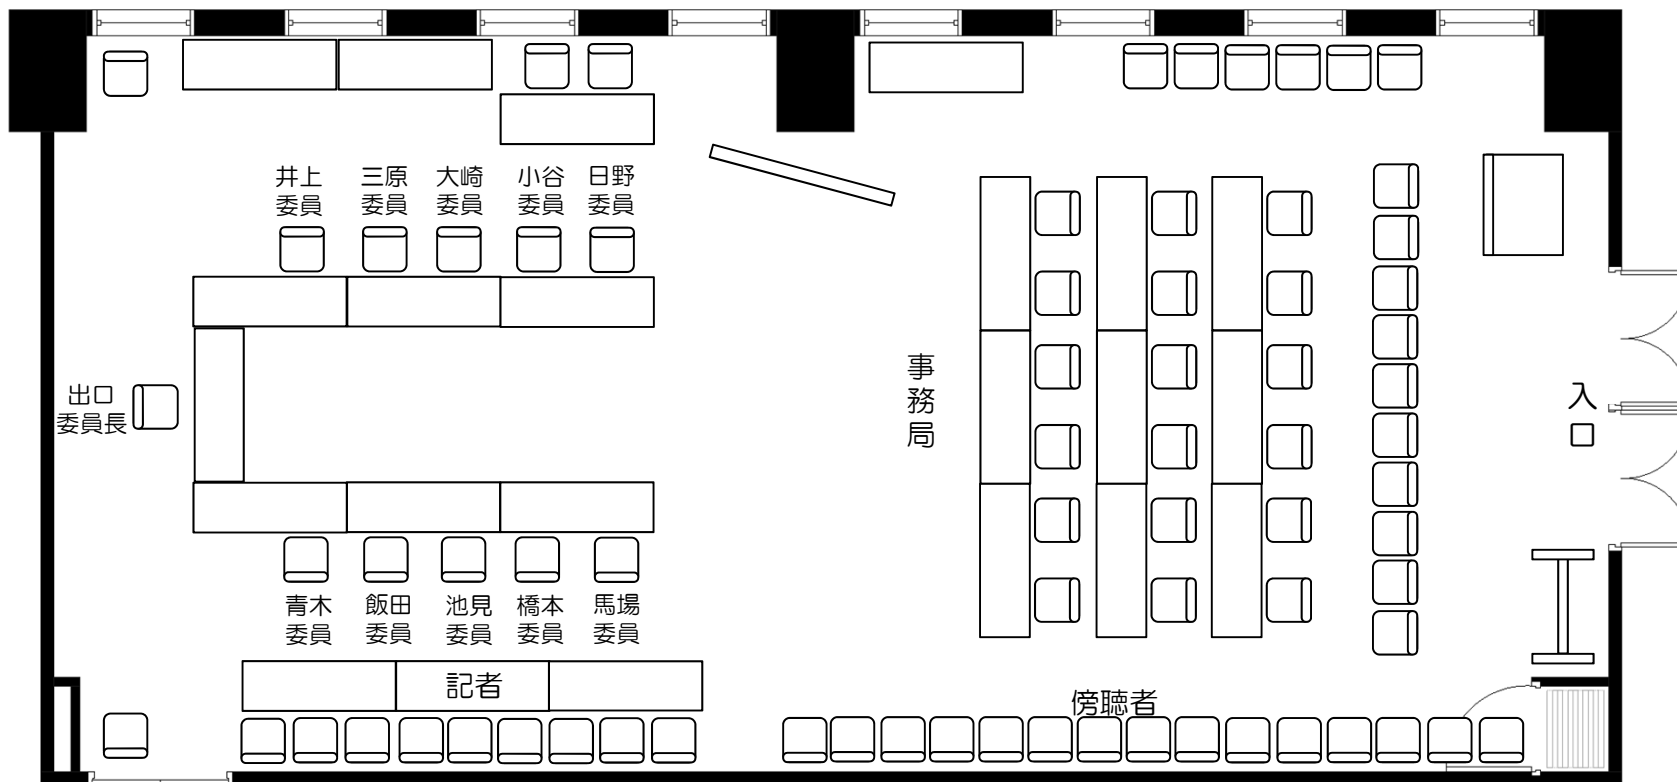 井上
委員
三原
委員
大崎
委員
小谷
委員
日野
委員
出口
委員長
事務局
入口
青木
委員
飯田
委員
池見
委員
橋本
委員
馬場
委員
記者
傍聴者